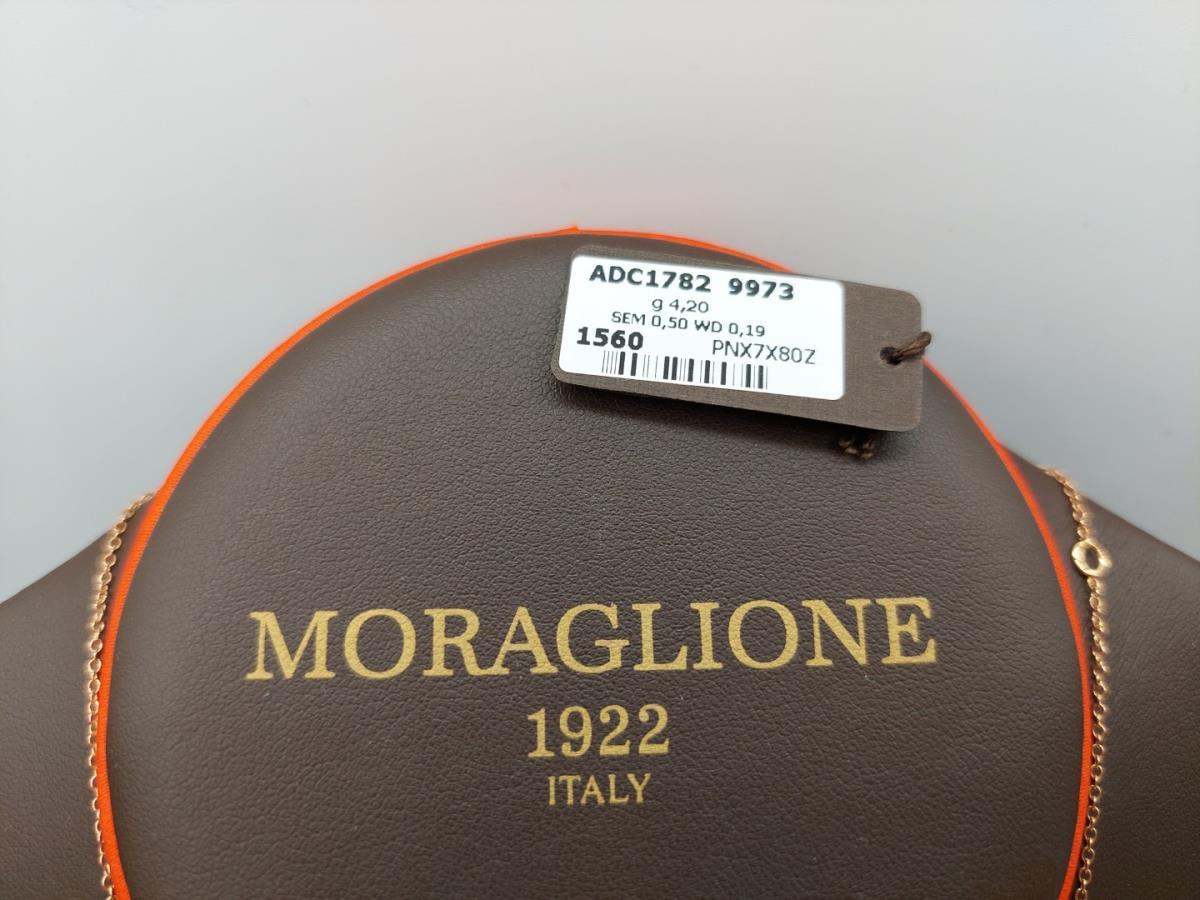 ADC1782 9973
g 4,20
SEM 0,50 WD 0,19
1560 PNX7X80Z
MORAGLIONE
1922
ITALY